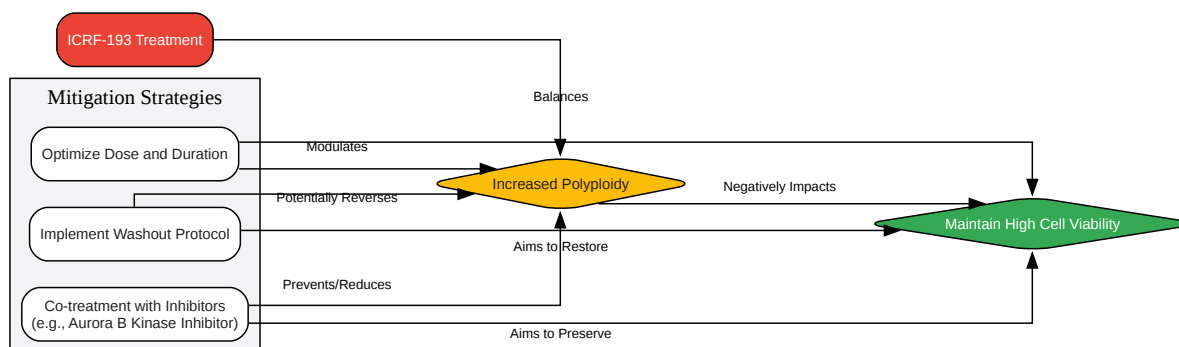 ICRF-193 Treatment
Mitigation Strategies
Balances
Optimize Dose and Duration
Modulates
Increased Polyploidy
Negatively Impacts
Potentially Reverses
Implement Washout Protocol
Maintain High Cell Viability
Aims to Restore
Prevents/Reduces
Co-treatment with Inhibitors
(e.g., Aurora B Kinase Inhibitor)
Aims to Preserve